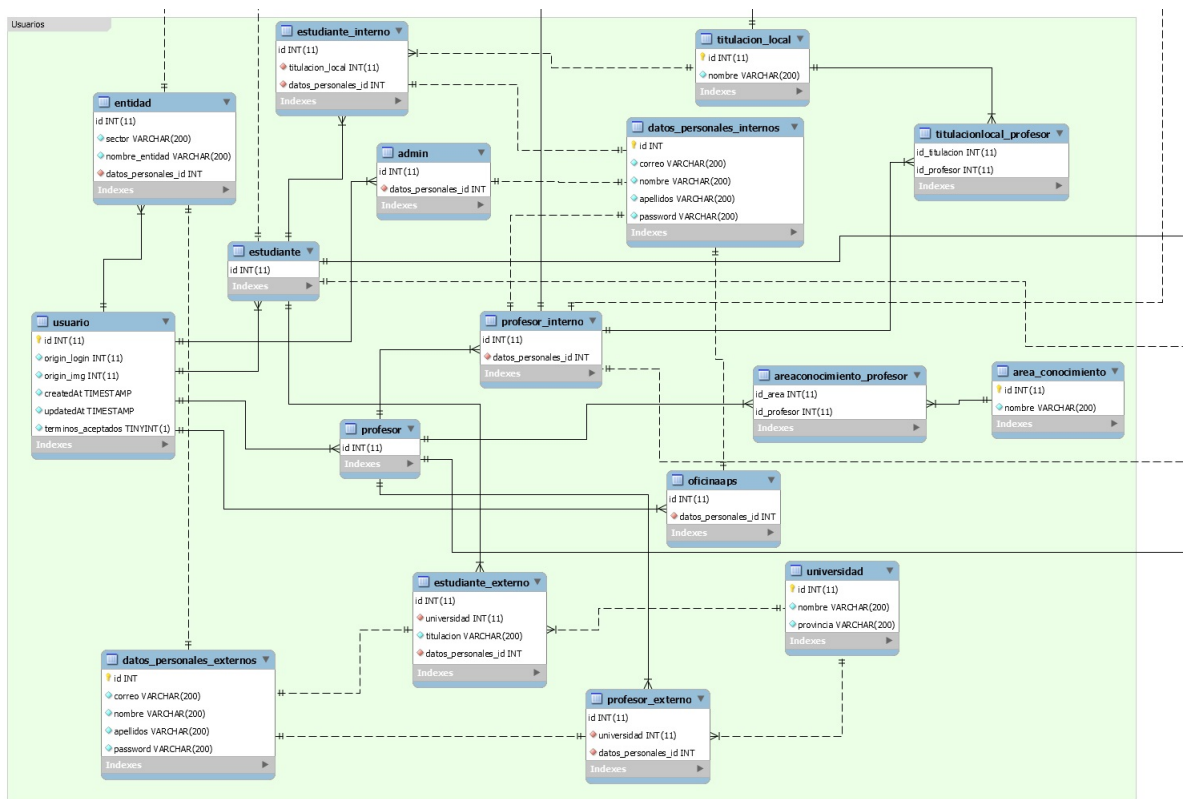 Usuarios
estudiante_interno
id INT(11)
titulacion_local INT(11)
datos_personales_id INT
Indexes
titulacion_local
id INT(11)
nombre VARCHAR(200)
Indexes
entidad
id INT(11)
sector VARCHAR(200)
nombre_entidad VARCHAR(200)
datos_personales_id INT
Indexes
admin
id INT(11)
datos_personales_id INT
Indexes
datos_personales_internos
id INT
correo VARCHAR(200)
nombre VARCHAR(200)
apellidos VARCHAR(200)
password VARCHAR(200)
Indexes
titulacionlocal_profesor
id_titulacion INT(11)
id_profesor INT(11)
Indexes
estudiante
id INT(11)
Indexes
usuario
id INT(11)
origin_login INT(11)
origin_img INT(11)
createdAt TIMESTAMP
updatedAt TIMESTAMP
terminos_aceptados TINYINT(1)
Indexes
profesor_interno
id INT(11)
datos_personales_id INT
Indexes
areaconocimiento_profesor
id_area INT(11)
id_profesor INT(11)
Indexes
area_conocimiento
id INT(11)
nombre VARCHAR(200)
Indexes
profesor
id INT(11)
Indexes
oficinaaps
id INT(11)
datos_personales_id INT
Indexes
estudiante_externo
id INT(11)
universidad INT(11)
titulacion VARCHAR(200)
datos_personales_id INT
Indexes
universidad
id INT(11)
nombre VARCHAR(200)
provincia VARCHAR(200)
Indexes
datos_personales_externos
id INT
correo VARCHAR(200)
nombre VARCHAR(200)
apellidos VARCHAR(200)
password VARCHAR(200)
Indexes
profesor_externo
id INT(11)
universidad INT(11)
datos_personales_id INT
Indexes